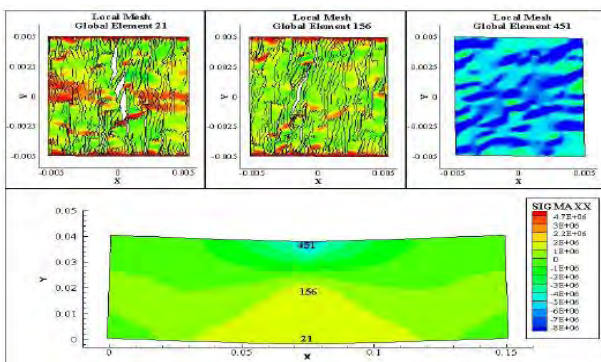 Local Mesh
Global Element 21
Local Mesh
Global Element 156
Local Mesh
Global Element 451
0.005
0.0025
Y 0
-0.0025
-0.005
-0.005 0 0.005
X
0.005
0.0025
Y 0
-0.0025
-0.005
-0.005 0 0.005
X
0.005
0.0025
Y 0
-0.0025
-0.005
-0.005 0 0.005
X
0.05
0.04
0.03
Y 0.02
0.01
0
0 0.05 0.1 0.15
X
451
156
21
SIGMAXX
4.7E+06
3E+06
2.2E+06
2E+06
1E+06
0
-1E+06
-2E+06
-3E+06
-4E+06
-5E+06
-6E+06
-7E+06
-8E+06